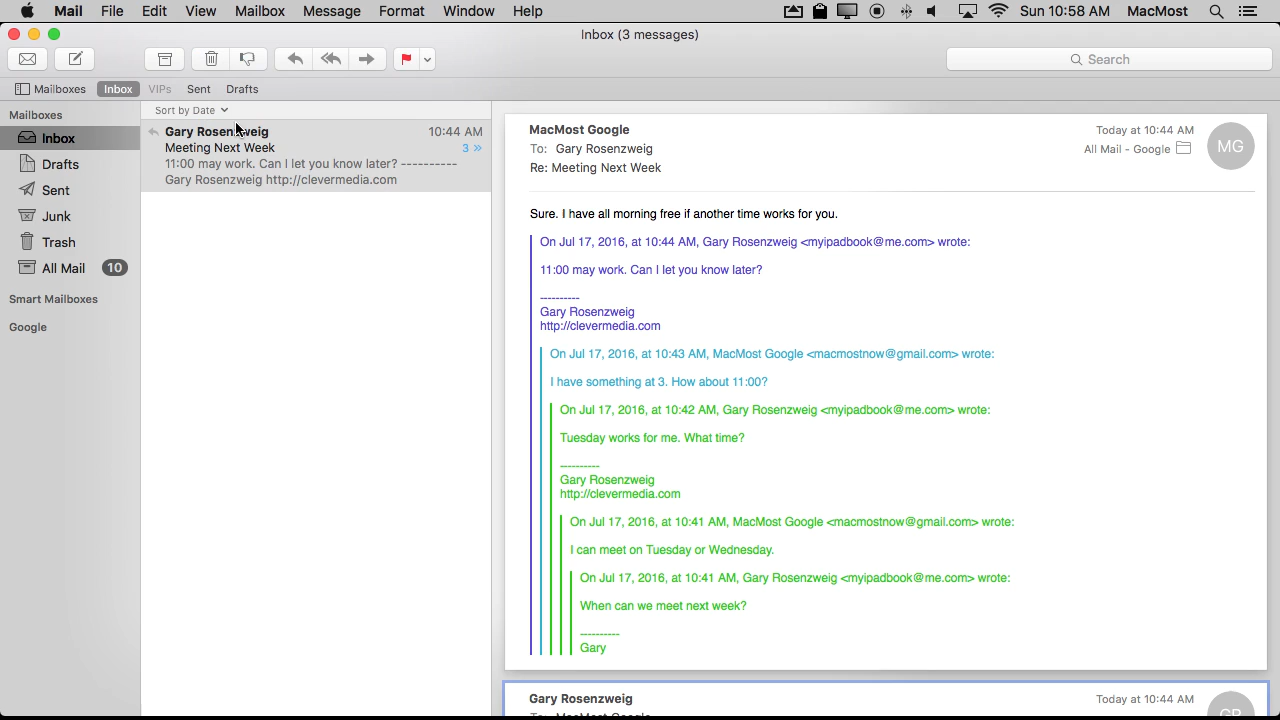 Mail File Edit View Mailbox Message Format Window Help Sun 10:58 AM MacMost
Inbox (3 messages)
Search
Mailboxes Inbox VIPs Sent Drafts
Mailboxes
Inbox
Drafts
Sent
Junk
Trash
All Mail 10
Smart Mailboxes
Google
Sort by Date
Gary Rosenzweig 10:44 AM
Meeting Next Week 3 »
11:00 may work. Can I let you know later? ----------
Gary Rosenzweig http://clevermedia.com
MacMost Google Today at 10:44 AM
To: Gary Rosenzweig All Mail - Google
Re: Meeting Next Week
MG
Sure. I have all morning free if another time works for you.
On Jul 17, 2016, at 10:44 AM, Gary Rosenzweig <myipadbook@me.com> wrote:
11:00 may work. Can I let you know later?
----------
Gary Rosenzweig
http://clevermedia.com
On Jul 17, 2016, at 10:43 AM, MacMost Google <macmostnow@gmail.com> wrote:
I have something at 3. How about 11:00?
On Jul 17, 2016, at 10:42 AM, Gary Rosenzweig <myipadbook@me.com> wrote:
Tuesday works for me. What time?
----------
Gary Rosenzweig
http://clevermedia.com
On Jul 17, 2016, at 10:41 AM, MacMost Google <macmostnow@gmail.com> wrote:
I can meet on Tuesday or Wednesday.
On Jul 17, 2016, at 10:41 AM, Gary Rosenzweig <myipadbook@me.com> wrote:
When can we meet next week?
----------
Gary
Gary Rosenzweig Today at 10:44 AM